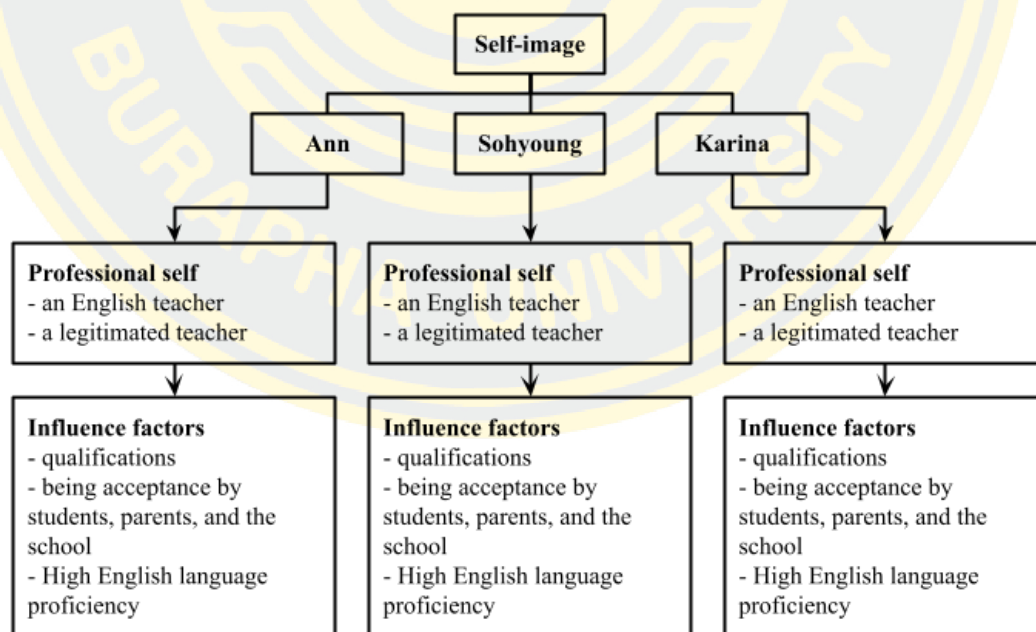 Self-image
Ann
Sohyoung
Karina
Professional self
- an English teacher
- a legitimated teacher
Professional self
- an English teacher
- a legitimated teacher
Professional self
- an English teacher
- a legitimated teacher
Influence factors
- qualifications
- being acceptance by
students, parents, and the
school
- High English language
proficiency
Influence factors
- qualifications
- being acceptance by
students, parents, and the
school
- High English language
proficiency
Influence factors
- qualifications
- being acceptance by
students, parents, and the
school
- High English language
proficiency
BURAPHA UNIVERSITY